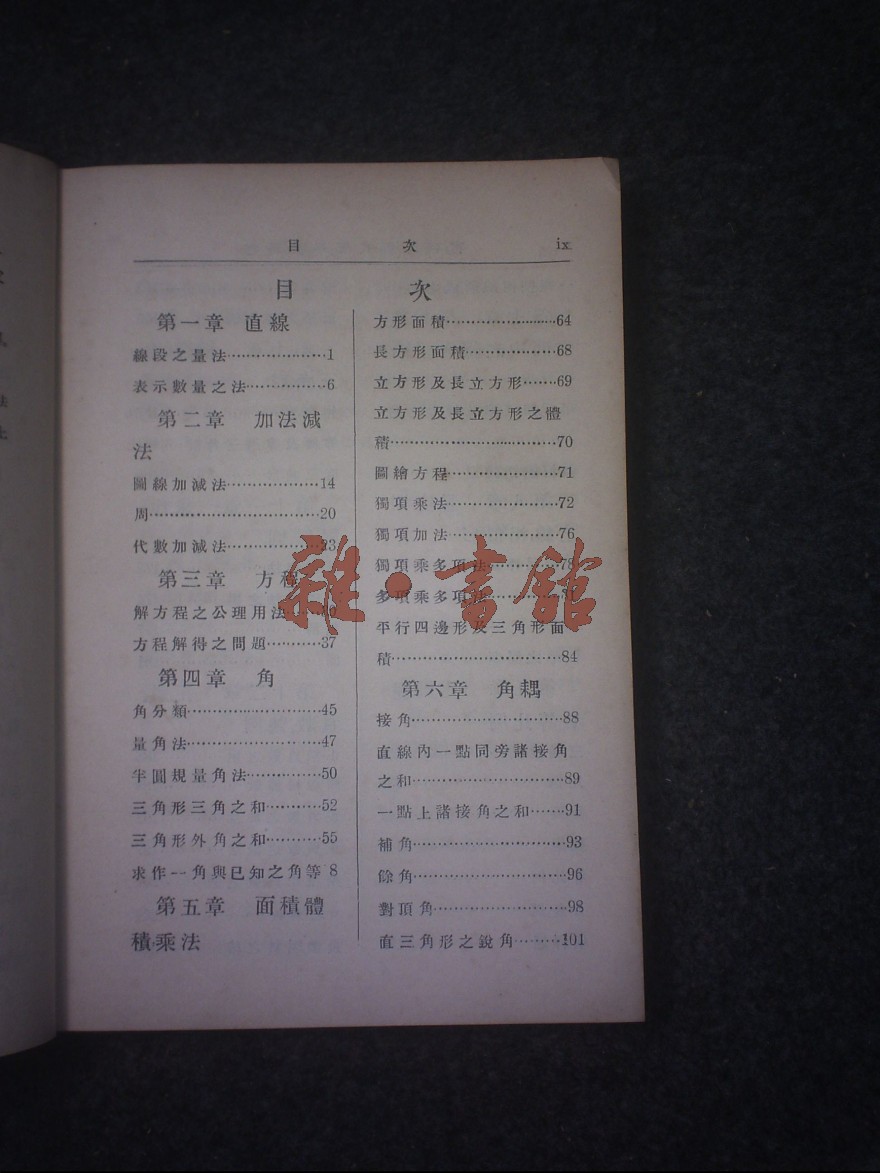 目 次 ix
目 次
第一章 直線
線段之量法…………………1
表示數量之法……………6
第二章 加法減
法
圖線加減法………………14
周……………………………20
代數加減法………………23
第三章 方程
解方程之公理用法
方程解得之問題…………37
第四章 角
角分類………………………45
量角法………………………47
半圓規量角法……………50
三角形三角之和…………52
三角形外角之和…………55
求作一角與已知之角等 8
第五章 面積體
積乘法
方形面積……………………64
長方形面積…………………68
立方形及長立方形………69
立方形及長立方形之體
積……………………………70
圖繪方程……………………71
獨項乘法……………………72
獨項加法……………………76
獨項乘多項法………………78
多項乘多項法………………81
平行四邊形及三角形面
積……………………………84
第六章 角耦
接角…………………………88
直線內一點同旁諸接角
之和…………………………89
一點上諸接角之和………91
補角…………………………93
餘角…………………………96
對頂角………………………98
直三角形之銳角…………101
雜·書館